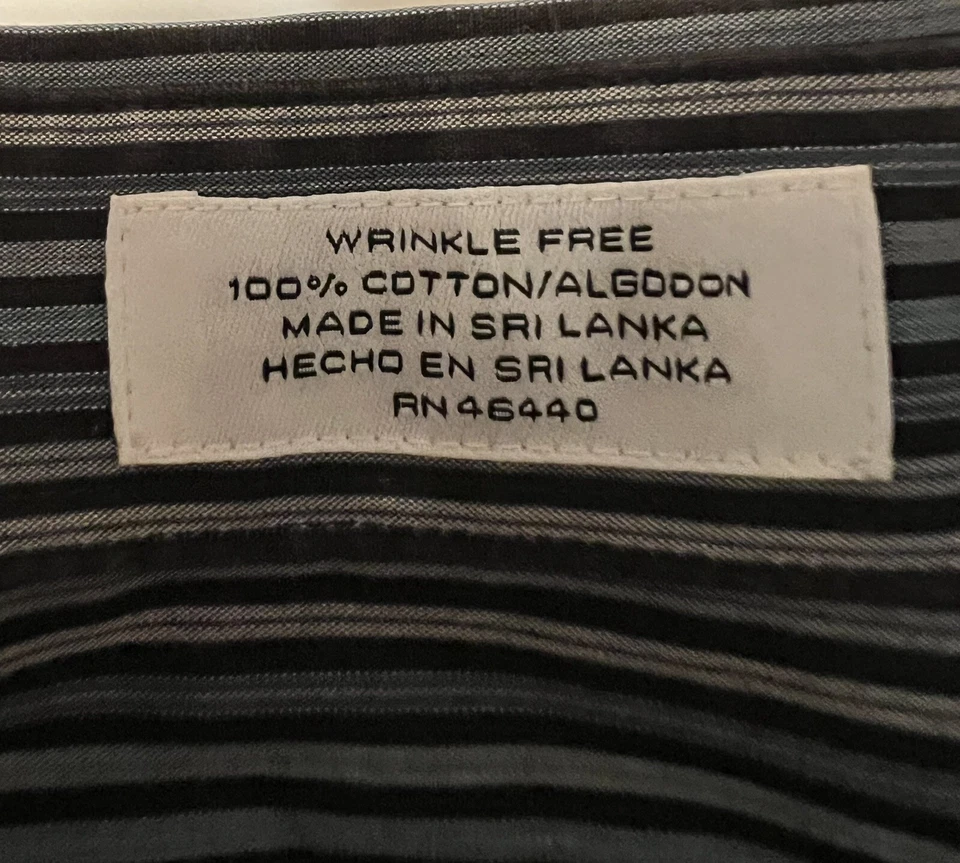 WRINKLE FREE
100% COTTON/ALGODON
MADE IN SRI LANKA
HECHO EN SRI LANKA
RN 46440